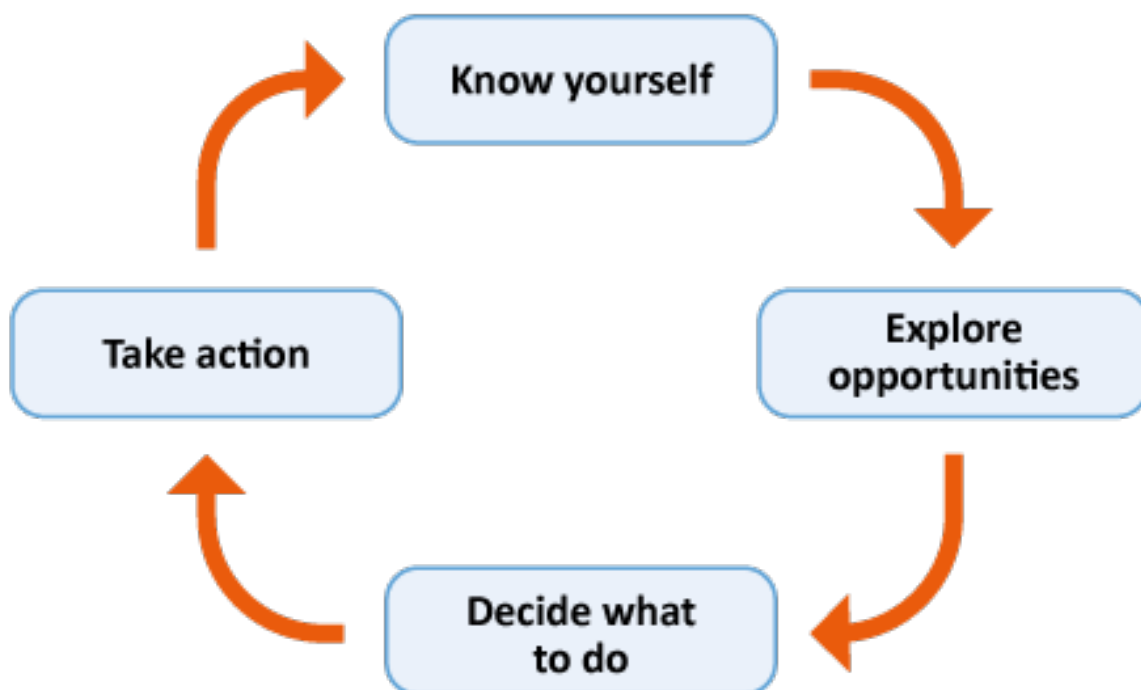 Know yourself
Explore
opportunities
Decide what
to do
Take action